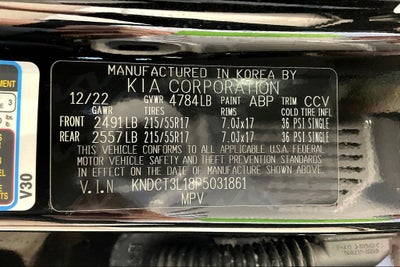 MANUFACTURED IN KOREA BY
KIA CORPORATION
12/22 GVWR 4784LB PAINT ABP TRIM CCV
GAWR TIRES RIMS COLD TIRE INFL
FRONT 2491LB 215/55R17 7.0JX17 36 PSI SINGLE
REAR 2557LB 215/55R17 7.0JX17 36 PSI SINGLE
THIS VEHICLE CONFORMS TO ALL APPLICABLE U.S.A. FEDERAL
MOTOR VEHICLE SAFETY AND THEFT PREVENTION STANDARDS
IN EFFECT ON THE DATE OF MANUFACTURE SHOWN ABOVE.
V.I.N KNDCT3L18P5031861
MPV
3
V30